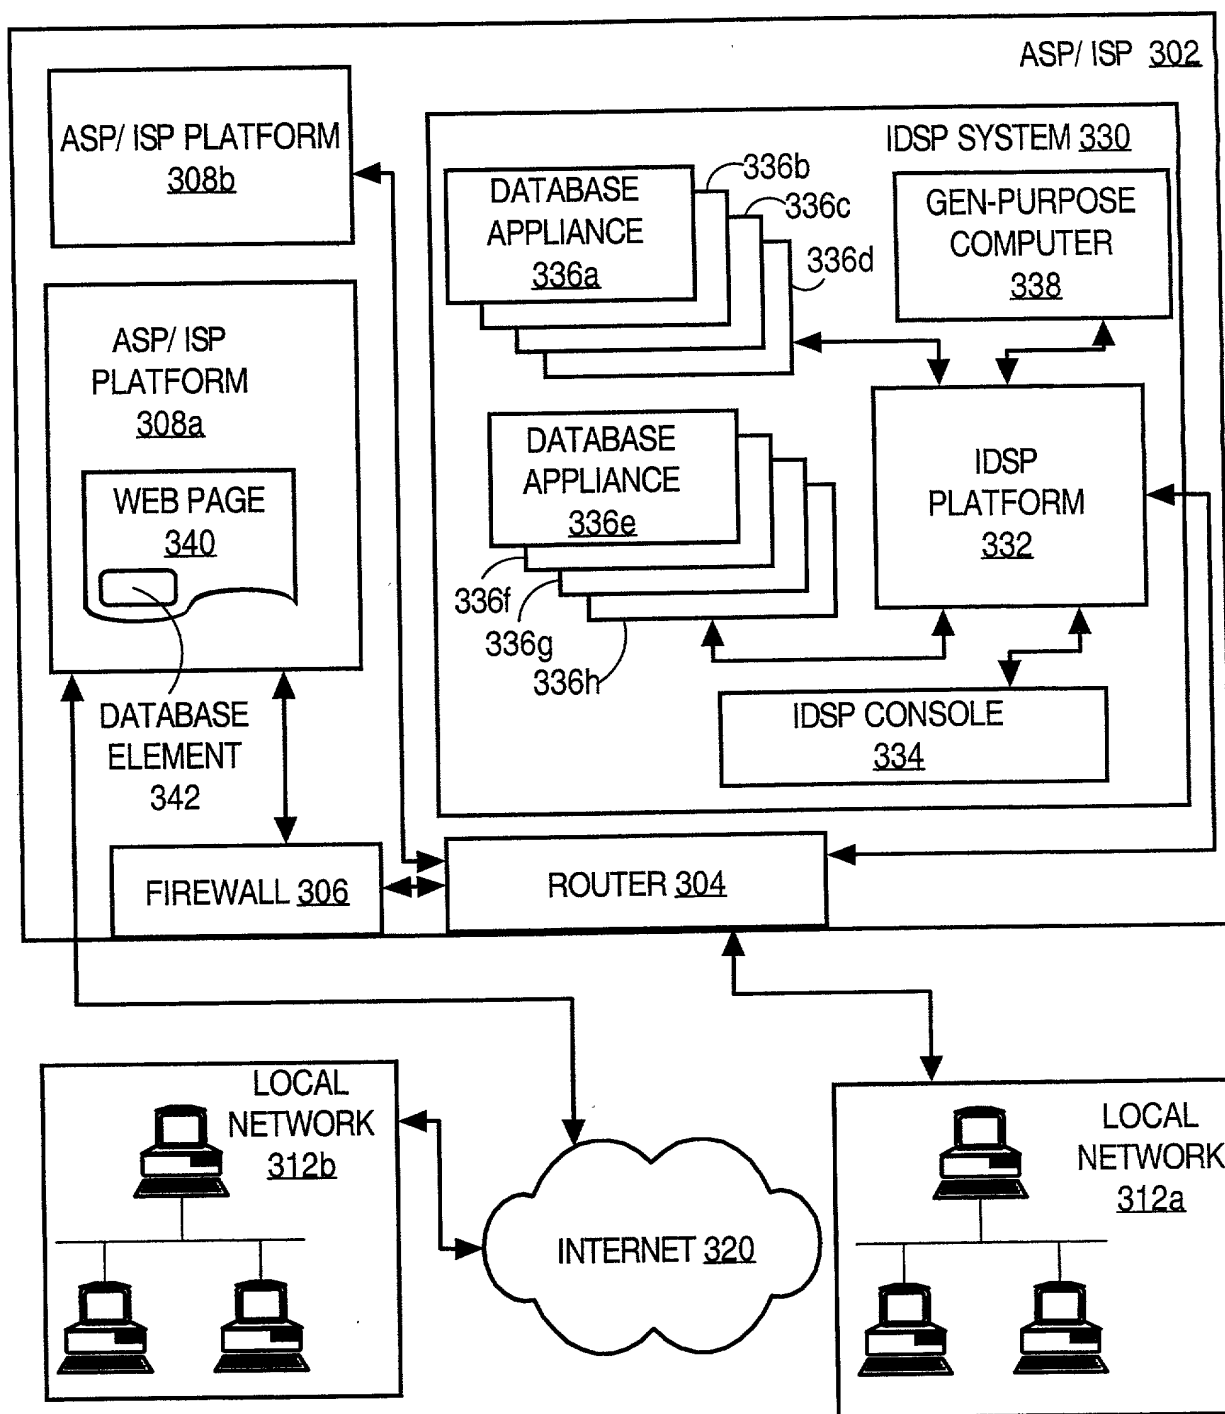 ASP/ ISP 302
ASP/ ISP PLATFORM
308b
IDSP SYSTEM 330
DATABASE
APPLIANCE
336a
336b
336c
336d
GEN-PURPOSE
COMPUTER
338
ASP/ ISP
PLATFORM
308a
WEB PAGE
340
DATABASE
APPLIANCE
336e
336f
336g
336h
IDSP
PLATFORM
332
DATABASE
ELEMENT
342
IDSP CONSOLE
334
FIREWALL 306
ROUTER 304
LOCAL
NETWORK
312b
LOCAL
NETWORK
312a
INTERNET 320